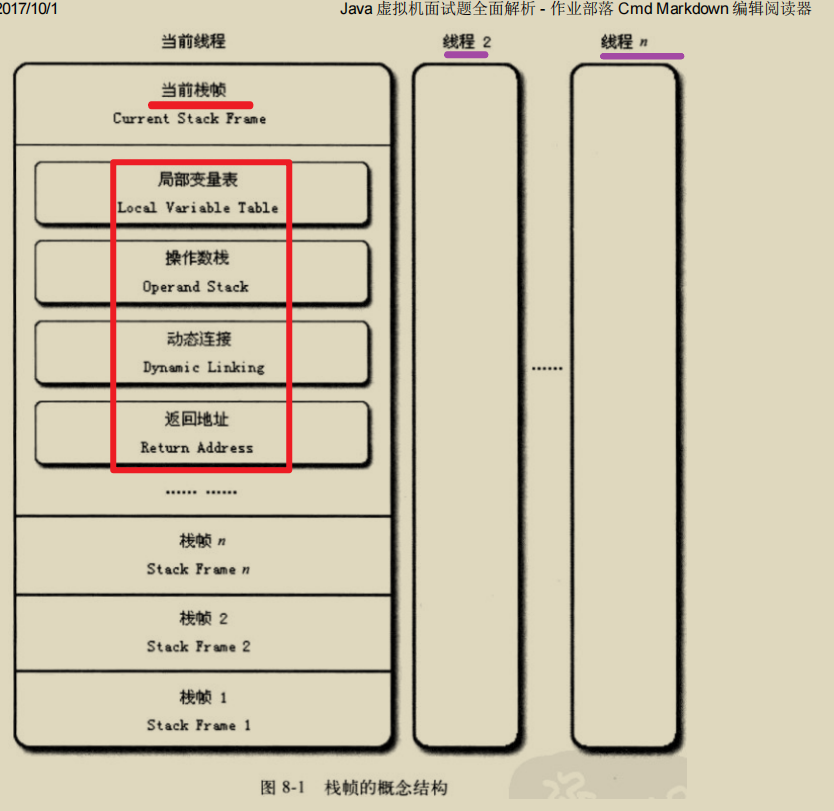 2017/10/1
Java 虚拟机面试题全面解析 - 作业部落 Cmd Markdown 编辑阅读器
当前线程
线程 2
线程 n
当前栈帧
Current Stack Frame
局部变量表
Local Variable Table
操作数栈
Operand Stack
动态连接
Dynamic Linking
返回地址
Return Address
…… ……
……
栈帧 n
Stack Frame n
栈帧 2
Stack Frame 2
栈帧 1
Stack Frame 1
图 8-1 栈帧的概念结构